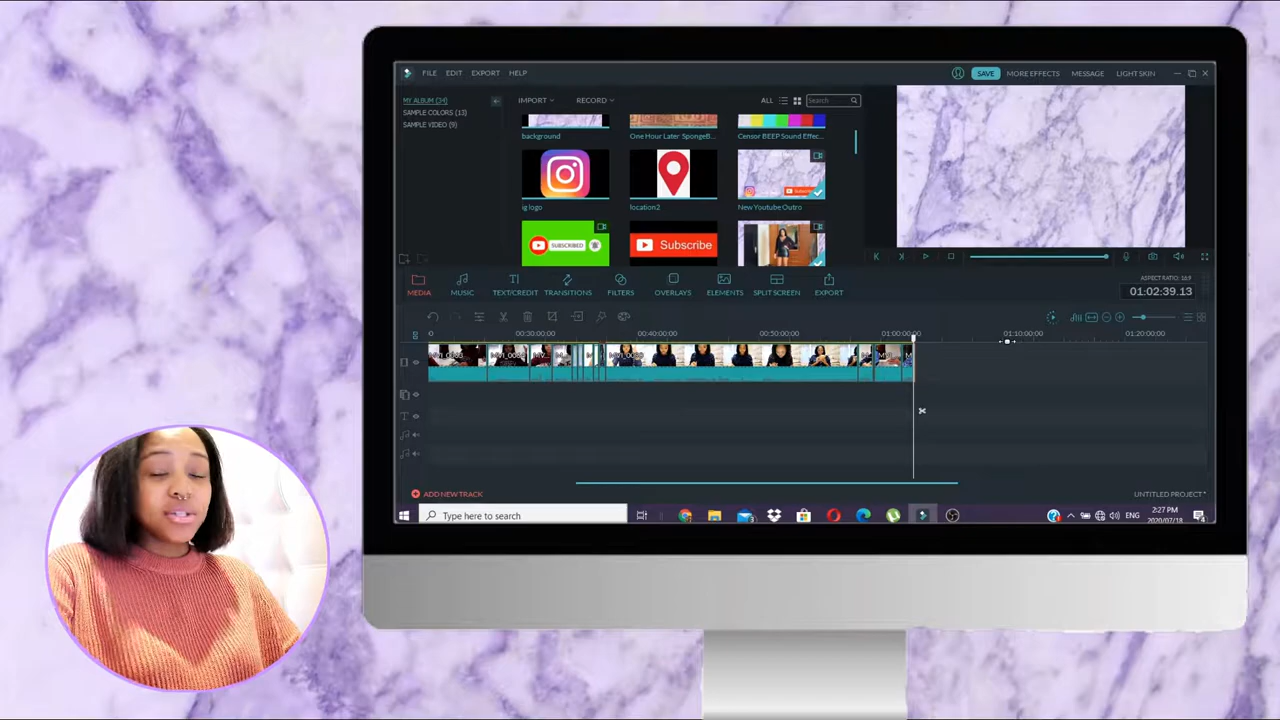 FILE EDIT EXPORT HELP SAVE MORE EFFECTS MESSAGE LIGHT SKIN
MY ALBUM (34) IMPORT RECORD ALL Search
SAMPLE COLORS (13)
SAMPLE VIDEO (9)
background One Hour Later SpongeB... Censor BEEP Sound Effec...
ig logo location2 New Youtube Outro
SUBSCRIBED Subscribe
MEDIA MUSIC TEXT/CREDIT TRANSITIONS FILTERS OVERLAYS ELEMENTS SPLIT SCREEN EXPORT
ASPECT RATIO: 16:9
01:02:39.13
00:30:00:00 00:40:00:00 00:50:00:00 01:00:00:00 01:10:00:00 01:20:00:00
ADD NEW TRACK UNTITLED PROJECT*
Type here to search ENG 2:27 PM
2020/07/18